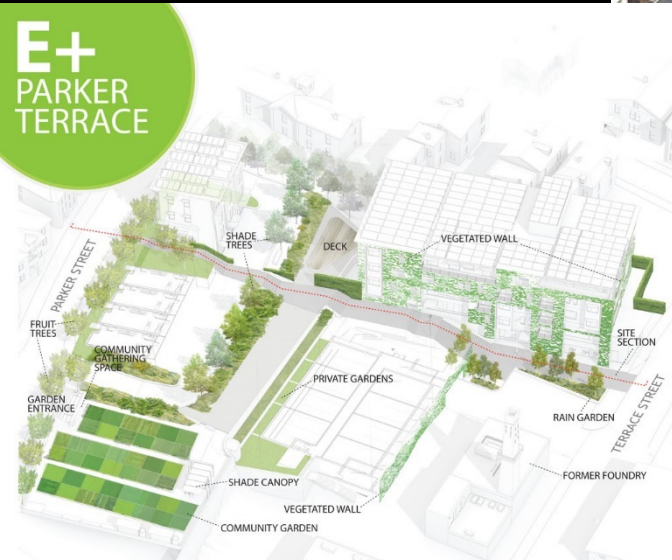 E+
PARKER
TERRACE
SHADE
TREES
DECK
VEGETATED WALL
PARKER STREET
FRUIT
TREES
COMMUNITY
GATHERING
SPACE
SITE
SECTION
PRIVATE GARDENS
GARDEN
ENTRANCE
RAIN GARDEN
TERRACE STREET
SHADE CANOPY
FORMER FOUNDRY
VEGETATED WALL
COMMUNITY GARDEN